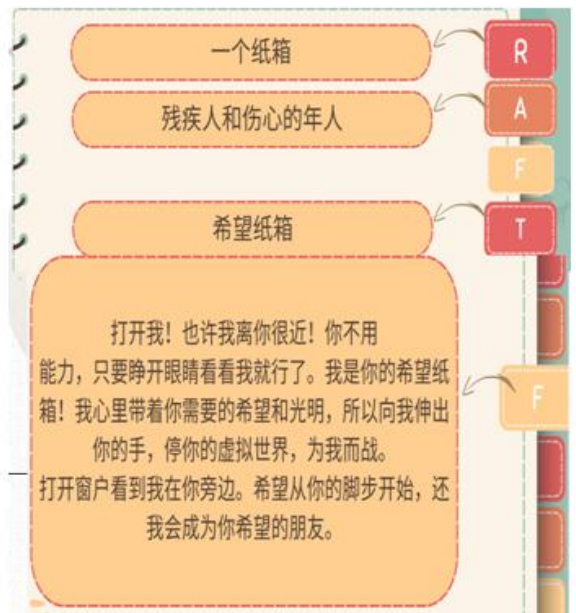 一个纸箱
R
残疾人和伤心的年人
A
F
希望纸箱
T
打开我！也许我离你很近！你不用
能力，只要睁开眼睛看看我就行了。我是你的希望纸
箱！我心里带着你需要的希望和光明，所以向我伸出
你的手，停你的虚拟世界，为我而战。
打开窗户看到我在你旁边。希望从你的脚步开始，还
我会成为你希望的朋友。
F